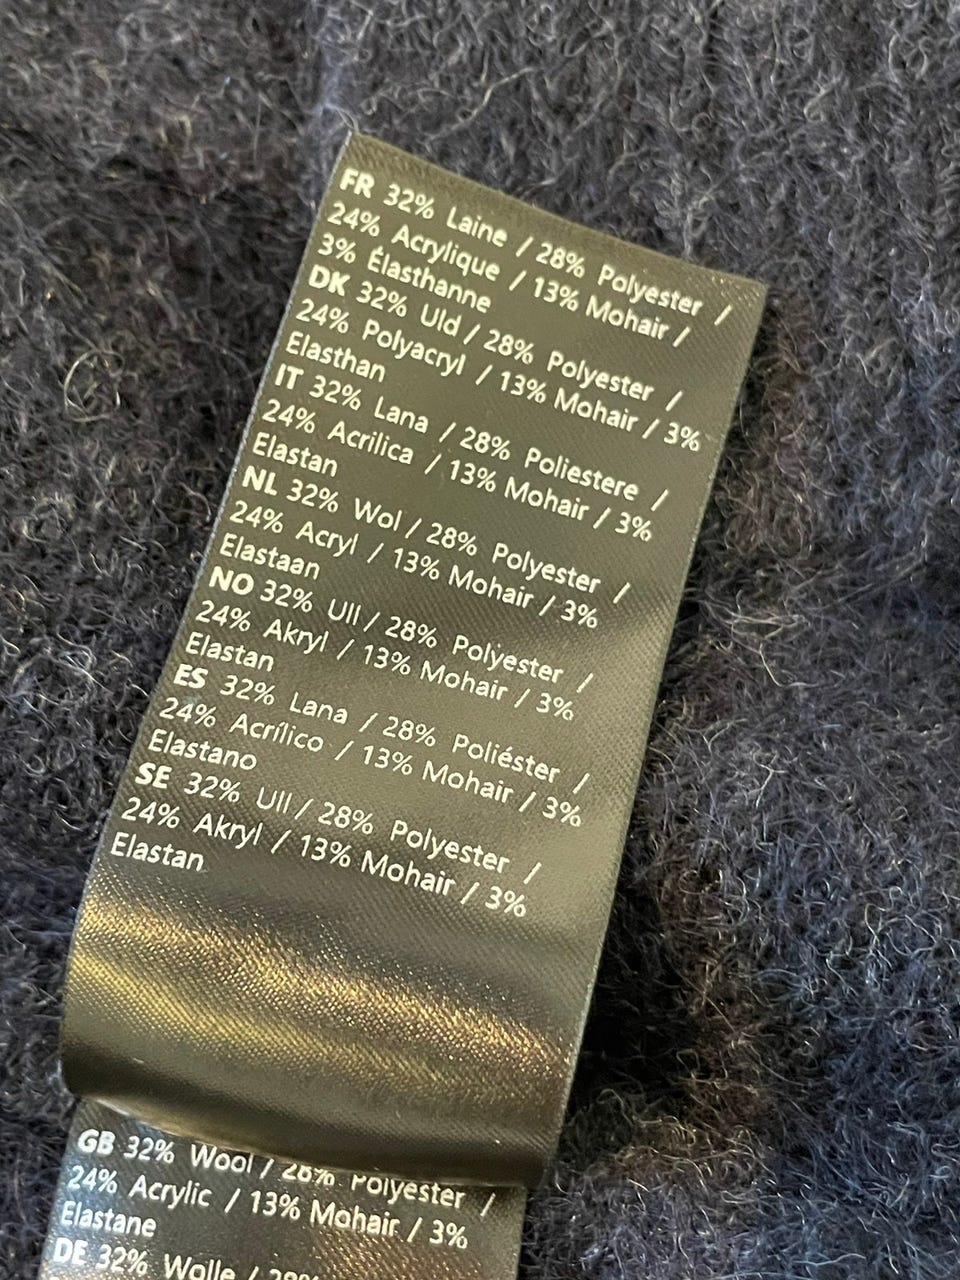 FR 32% Laine / 28% Polyester /
24% Acrylique / 13% Mohair /
3% Élasthanne
DK 32% Uld / 28% Polyester /
24% Polyacryl / 13% Mohair / 3%
Elasthan
IT 32% Lana / 28% Poliestere /
24% Acrilica / 13% Mohair / 3%
Elastan
NL 32% Wol / 28% Polyester /
24% Acryl / 13% Mohair / 3%
Elastaan
NO 32% Ull / 28% Polyester /
24% Akryl / 13% Mohair / 3%
Elastan
ES 32% Lana / 28% Poliéster /
24% Acrílico / 13% Mohair / 3%
Elastano
SE 32% Ull / 28% Polyester /
24% Akryl / 13% Mohair / 3%
Elastan
GB 32% Wool / 28% Polyester /
24% Acrylic / 13% Mohair / 3%
Elastane
DE 32% Wolle / 28%